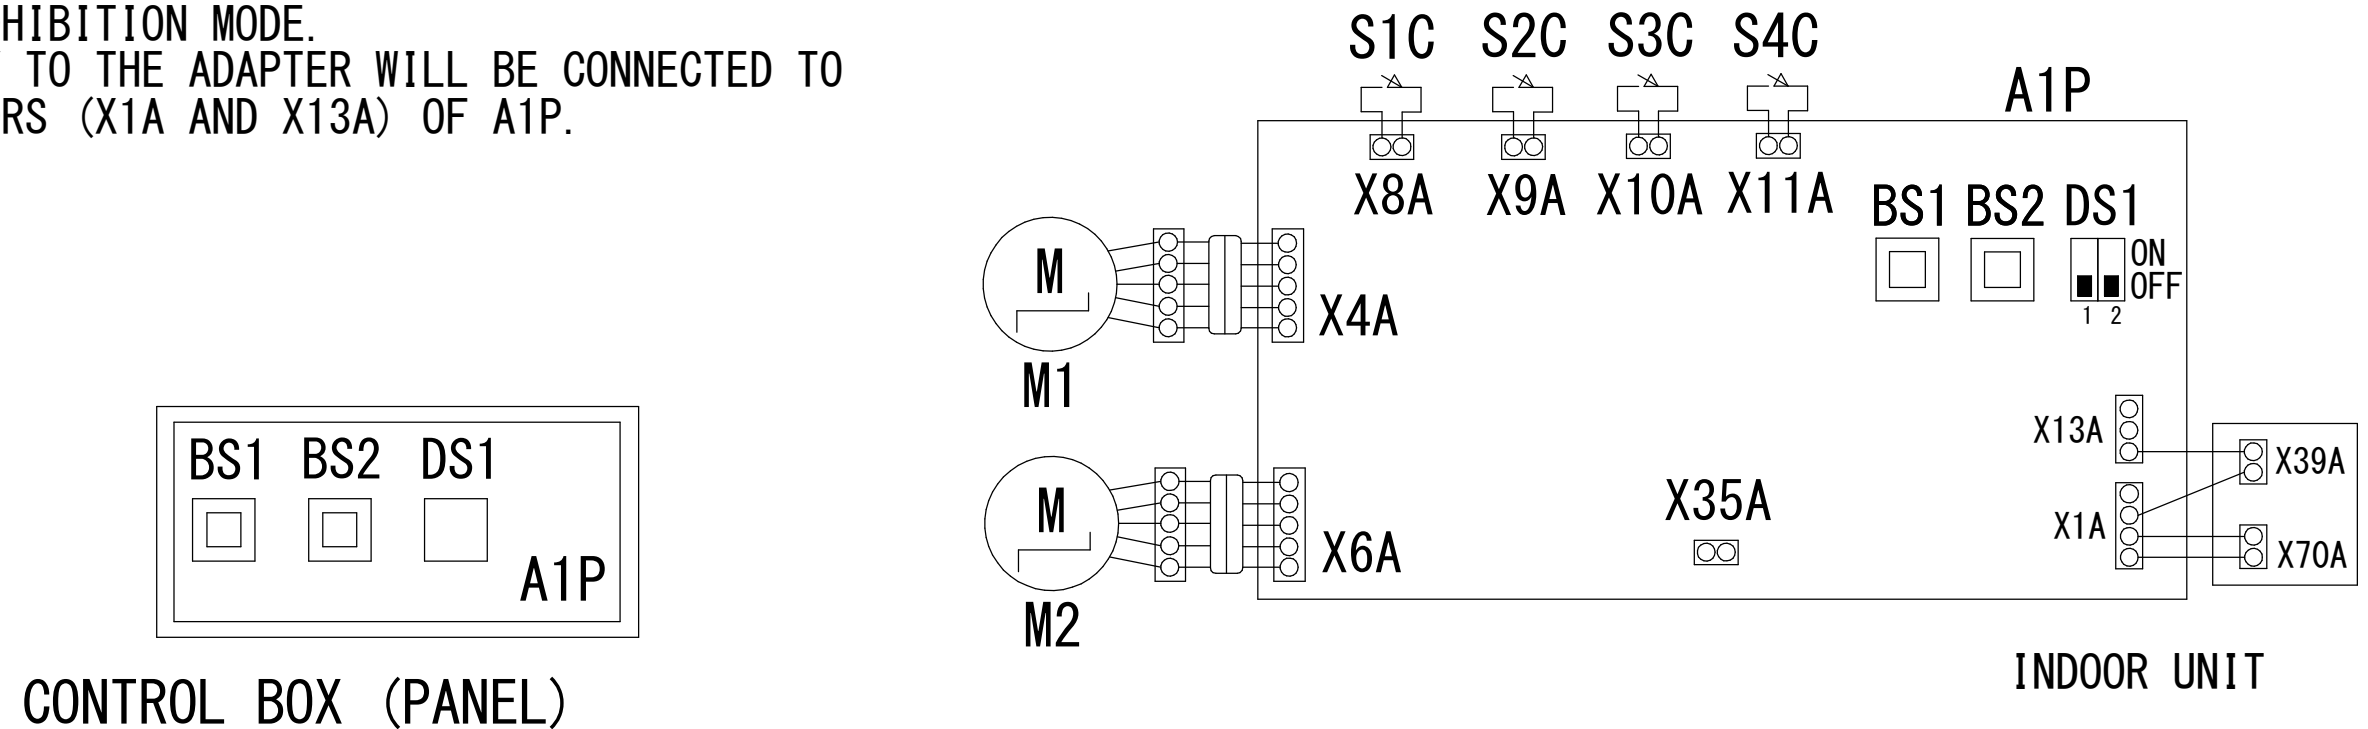 HIBITION MODE.
TO THE ADAPTER WILL BE CONNECTED TO
RS (X1A AND X13A) OF A1P.
S1C S2C S3C S4C
A1P
X8A X9A X10A X11A
BS1 BS2 DS1
ON
OFF
1 2
M
X4A
M1
X13A
X39A
X1A
X70A
M
X35A
X6A
M2
INDOOR UNIT
BS1 BS2 DS1
A1P
CONTROL BOX (PANEL)